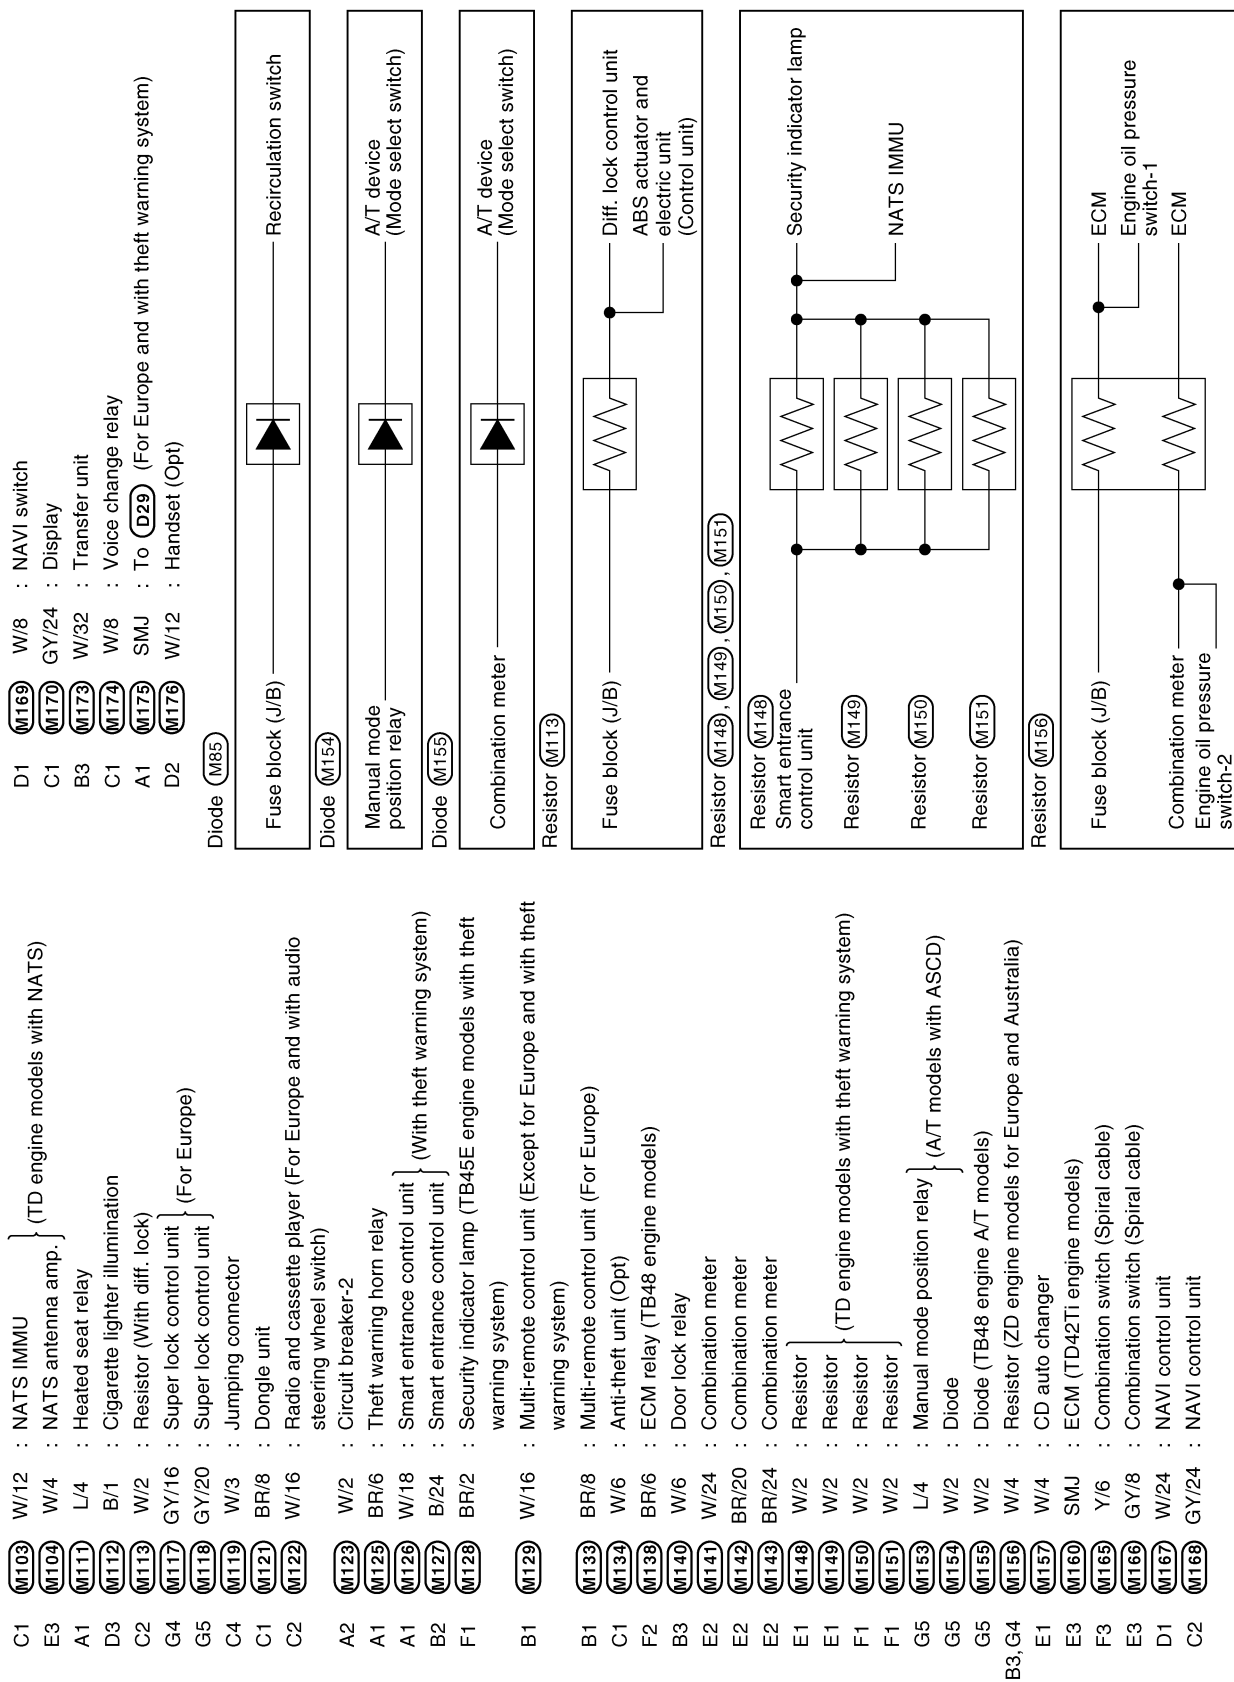 C1 M103 W/12 : NATS IMMU
E3 M104 W/4 : NATS antenna amp.
(TD engine models with NATS)
A1 M111 L/4 : Heated seat relay
D3 M112 B/1 : Cigarette lighter illumination
C2 M113 W/2 : Resistor (With diff. lock)
G4 M117 GY/16 : Super lock control unit
G5 M118 GY/20 : Super lock control unit
(For Europe)
C4 M119 W/3 : Jumping connector
C1 M121 BR/8 : Dongle unit
C2 M122 W/16 : Radio and cassette player (For Europe and with audio
steering wheel switch)
A2 M123 W/2 : Circuit breaker-2
A1 M125 BR/6 : Theft warning horn relay
A1 M126 W/18 : Smart entrance control unit
B2 M127 B/24 : Smart entrance control unit
(With theft warning system)
F1 M128 BR/2 : Security indicator lamp (TB45E engine models with theft
warning system)
B1 M129 W/16 : Multi-remote control unit (Except for Europe and with theft
warning system)
B1 M133 BR/8 : Multi-remote control unit (For Europe)
C1 M134 W/6 : Anti-theft unit (Opt)
F2 M138 BR/6 : ECM relay (TB48 engine models)
B3 M140 W/6 : Door lock relay
E2 M141 W/24 : Combination meter
E2 M142 BR/20 : Combination meter
E2 M143 BR/24 : Combination meter
E1 M148 W/2 : Resistor
E1 M149 W/2 : Resistor
F1 M150 W/2 : Resistor
F1 M151 W/2 : Resistor
(TD engine models with theft warning system)
G5 M153 L/4 : Manual mode position relay
G5 M154 W/2 : Diode
(A/T models with ASCD)
G5 M155 W/2 : Diode (TB48 engine A/T models)
B3,G4 M156 W/4 : Resistor (ZD engine models for Europe and Australia)
E1 M157 W/4 : CD auto changer
E3 M160 SMJ : ECM (TD42Ti engine models)
F3 M165 Y/6 : Combination switch (Spiral cable)
E3 M166 GY/8 : Combination switch (Spiral cable)
D1 M167 W/24 : NAVI control unit
C2 M168 GY/24 : NAVI control unit
D1 M169 W/8 : NAVI switch
C1 M170 GY/24 : Display
B3 M173 W/32 : Transfer unit
C1 M174 W/8 : Voice change relay
A1 M175 SMJ : To D29 (For Europe and with theft warning system)
D2 M176 W/12 : Handset (Opt)
Diode M85
Fuse block (J/B)
Recirculation switch
Diode M154
Manual mode
position relay
A/T device
(Mode select switch)
Diode M155
Combination meter
A/T device
(Mode select switch)
Resistor M113
Fuse block (J/B)
Diff. lock control unit
ABS actuator and
electric unit
(Control unit)
Resistor M148 , M149 , M150 , M151
Resistor M148
Smart entrance
control unit
Security indicator lamp
Resistor M149
NATS IMMU
Resistor M150
Resistor M151
Resistor M156
Fuse block (J/B)
ECM
Engine oil pressure
switch-1
Combination meter
ECM
Engine oil pressure
switch-2